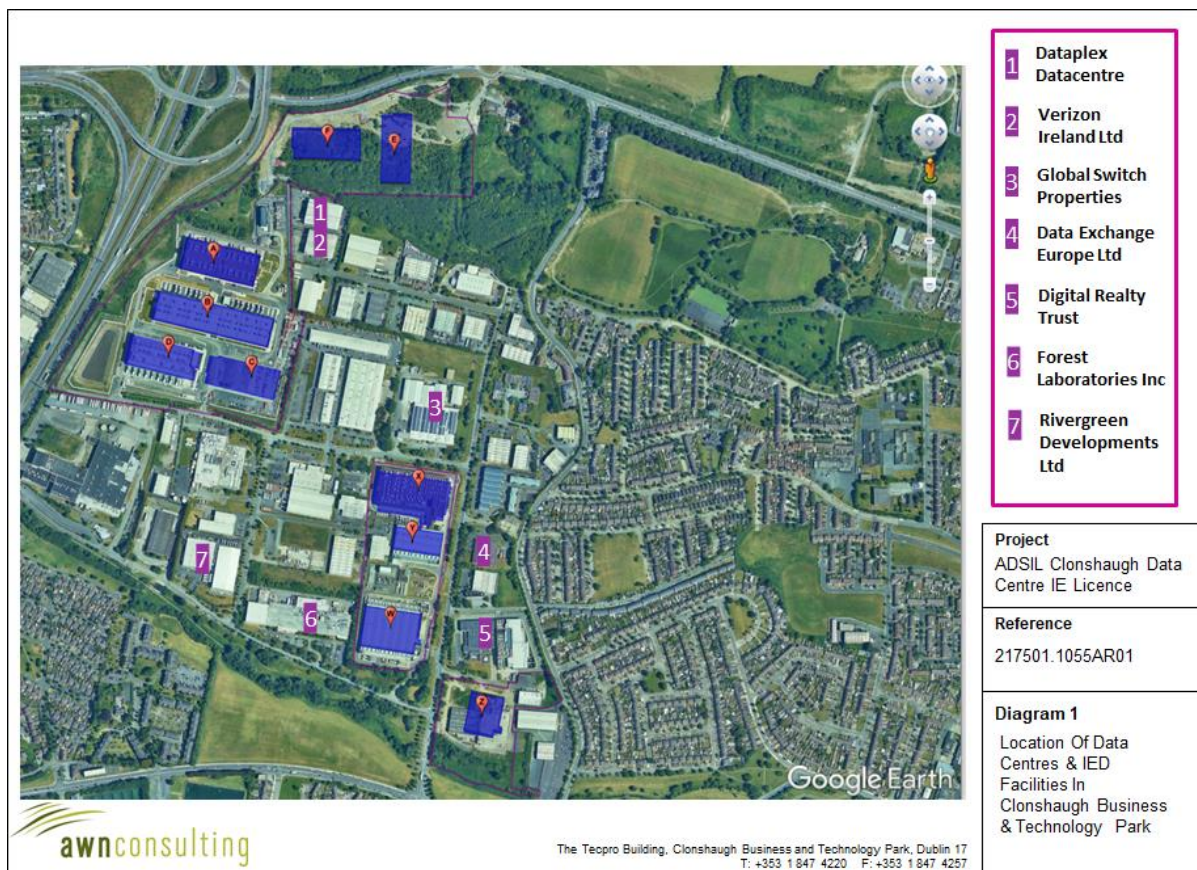 F
E
1
2
A
B
D
C
3
X
Y
4
7
6
W
5
Z
Google Earth
1 Dataplex
Datacentre
2 Verizon
Ireland Ltd
3 Global Switch
Properties
4 Data Exchange
Europe Ltd
5 Digital Realty
Trust
6 Forest
Laboratories Inc
7 Rivergreen
Developments
Ltd
Project
ADSIL Clonshaugh Data
Centre IE Licence
Reference
217501.1055AR01
Diagram 1
Location Of Data
Centres & IED
Facilities In
Clonshaugh Business
& Technology Park
awnconsulting
The Tecpro Building, Clonshaugh Business and Technology Park, Dublin 17
T: +353 1 847 4220 F: +353 1 847 4257